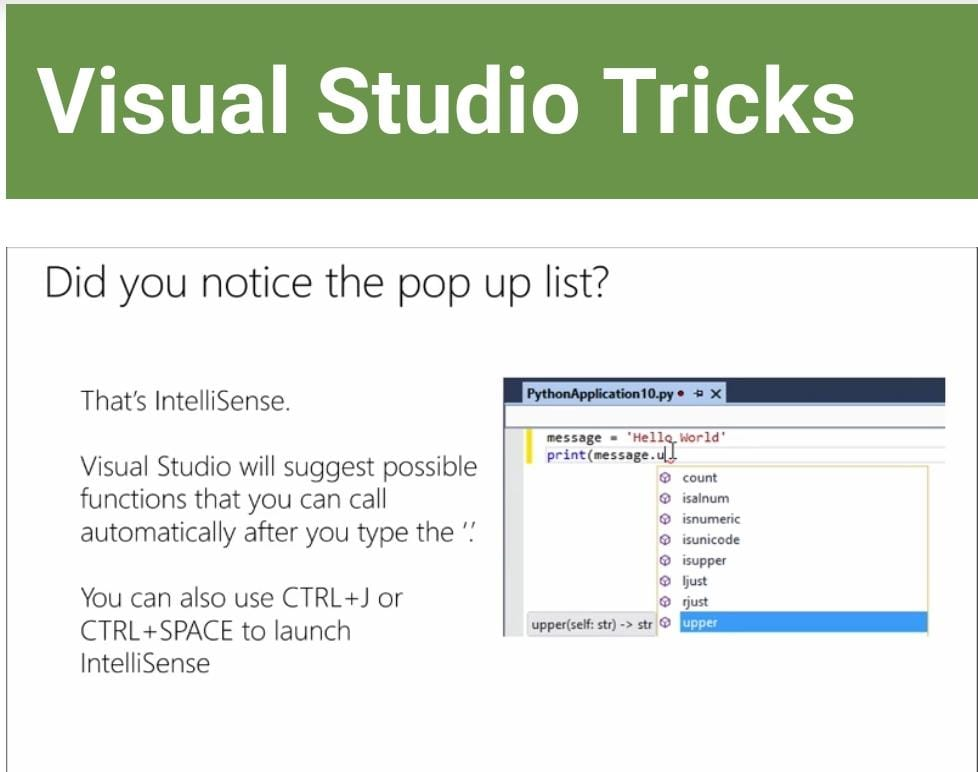 Visual Studio Tricks
Did you notice the pop up list?
That's IntelliSense.
Visual Studio will suggest possible
functions that you can call
automatically after you type the '.'
You can also use CTRL+J or
CTRL+SPACE to launch
IntelliSense
PythonApplication10.py
message = 'Hello World'
print(message.u
count
isalnum
isnumeric
isunicode
isupper
ljust
rjust
upper(self: str) -> str
upper